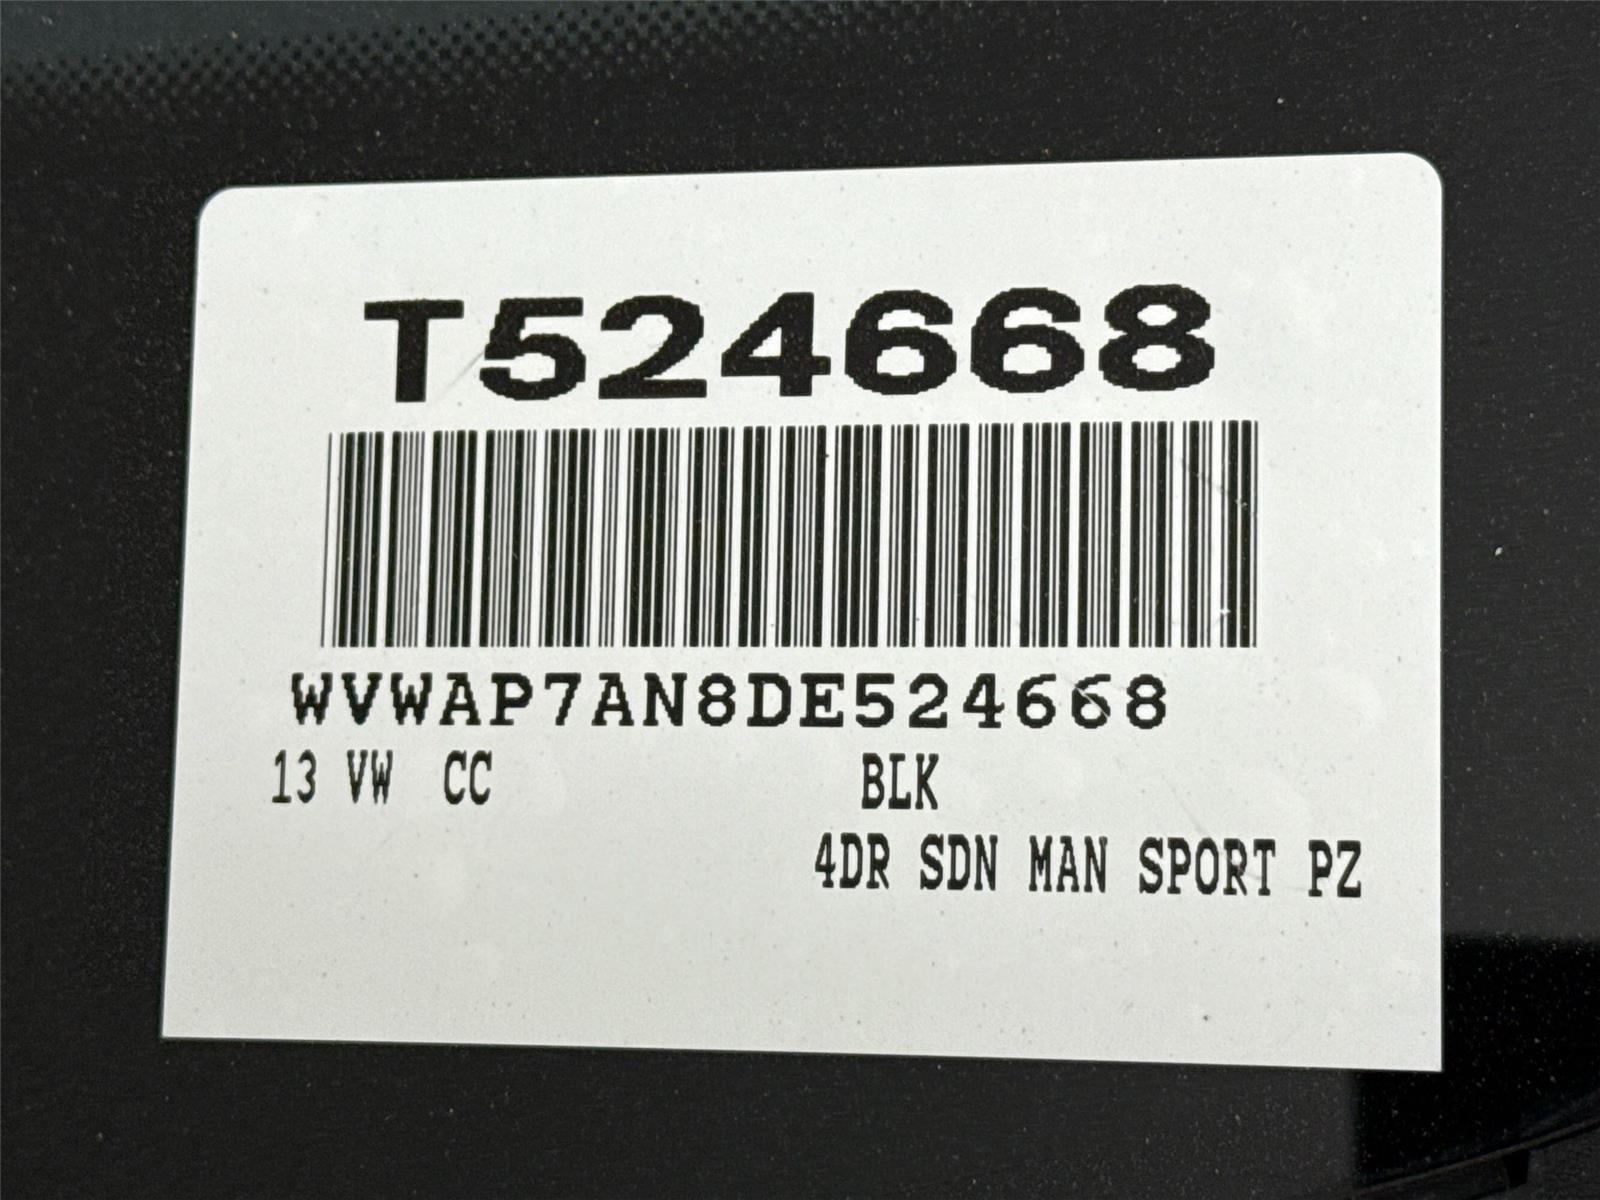 T524668
WVWAP7AN8DE524668
13 VW CC BLK
4DR SDN MAN SPORT PZ